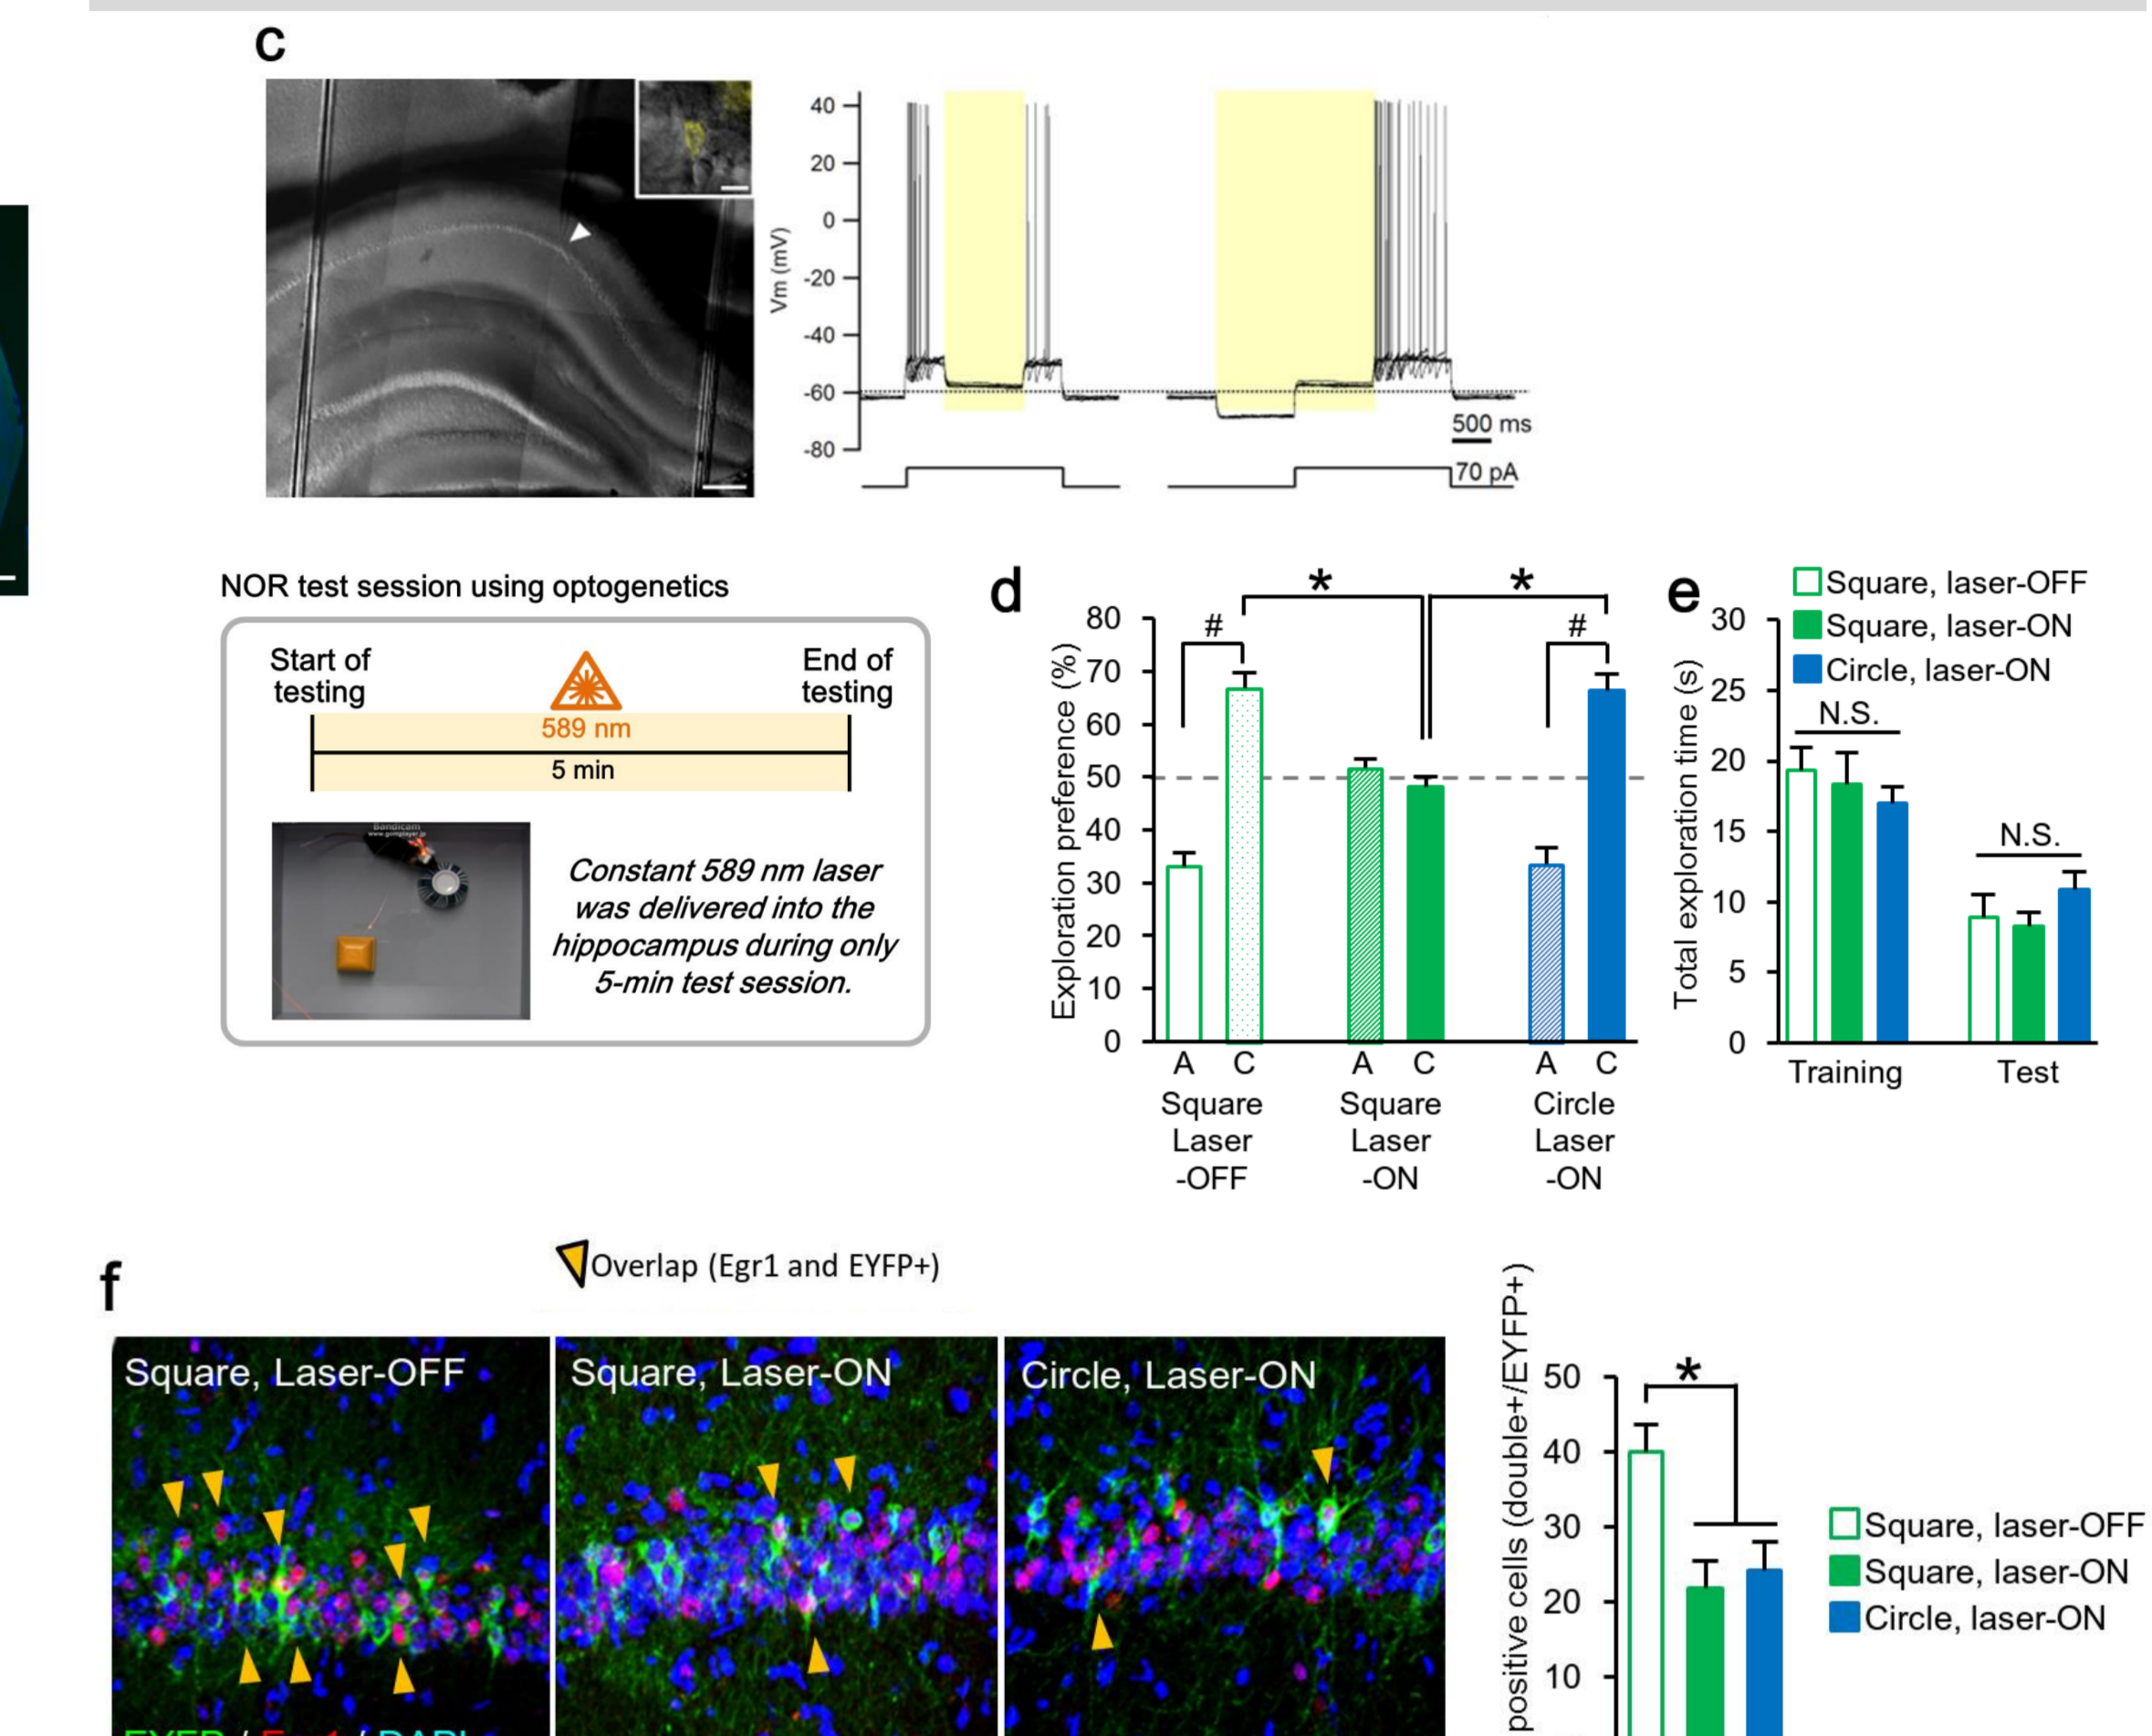 c
40
20
0
-20
-40
-60
-80
Vm (mV)
500 ms
70 pA
NOR test session using optogenetics
Start of
testing
End of
testing
589 nm
5 min
Bandicam
Constant 589 nm laser
was delivered into the
hippocampus during only
5-min test session.
d
Exploration preference (%)
80
70
60
50
40
30
20
10
0
#
*
*
#
A C A C A C
Square
Laser
-OFF
Square
Laser
-ON
Circle
Laser
-ON
e
Square, laser-OFF
Square, laser-ON
Circle, laser-ON
Total exploration time (s)
30
25
20
15
10
5
0
N.S.
N.S.
Training
Test
f
Overlap (Egr1 and EYFP+)
Square, Laser-OFF
Square, Laser-ON
Circle, Laser-ON
EYFP / Egr1 / DAPI
positive cells (double+/EYFP+)
50
40
30
20
10
*
Square, laser-OFF
Square, laser-ON
Circle, laser-ON